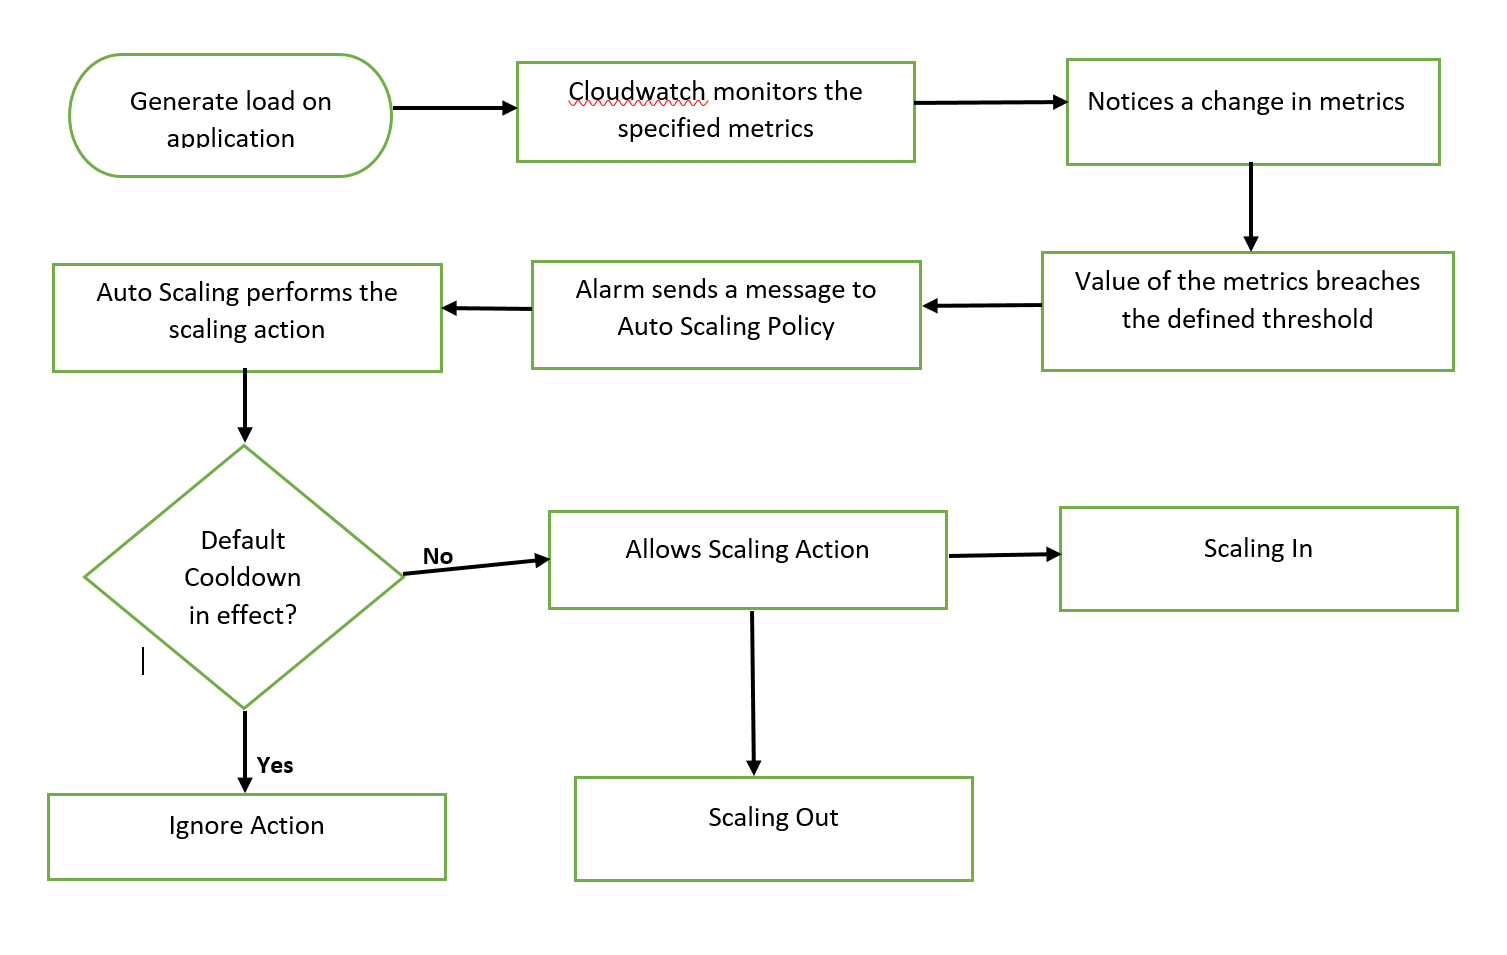 Generate load on
application
Cloudwatch monitors the
specified metrics
Notices a change in metrics
Value of the metrics breaches
the defined threshold
Alarm sends a message to
Auto Scaling Policy
Auto Scaling performs the
scaling action
Default
Cooldown
in effect?
No
Allows Scaling Action
Scaling In
Yes
Ignore Action
Scaling Out